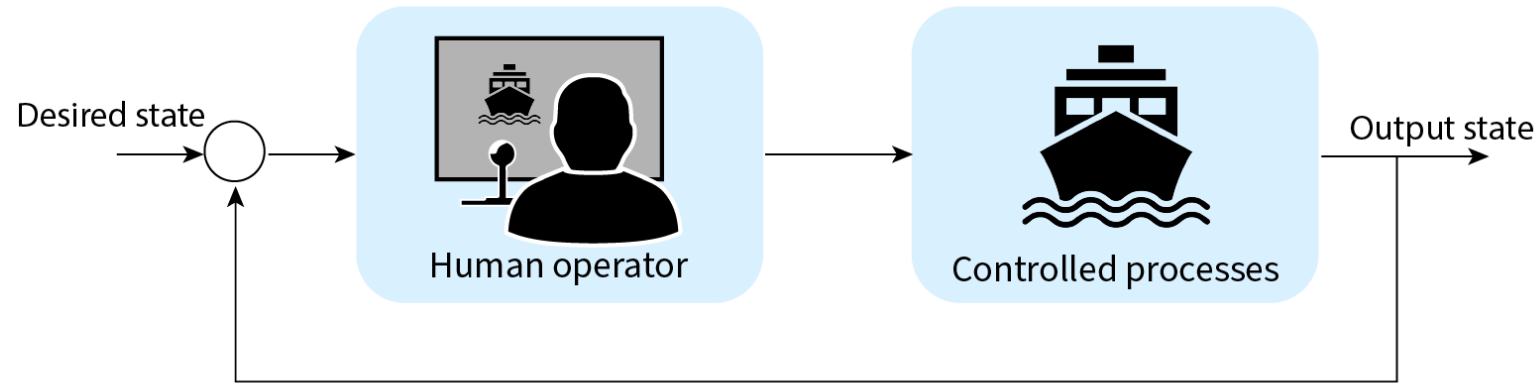 Desired state
Output state
Human operator
Controlled processes